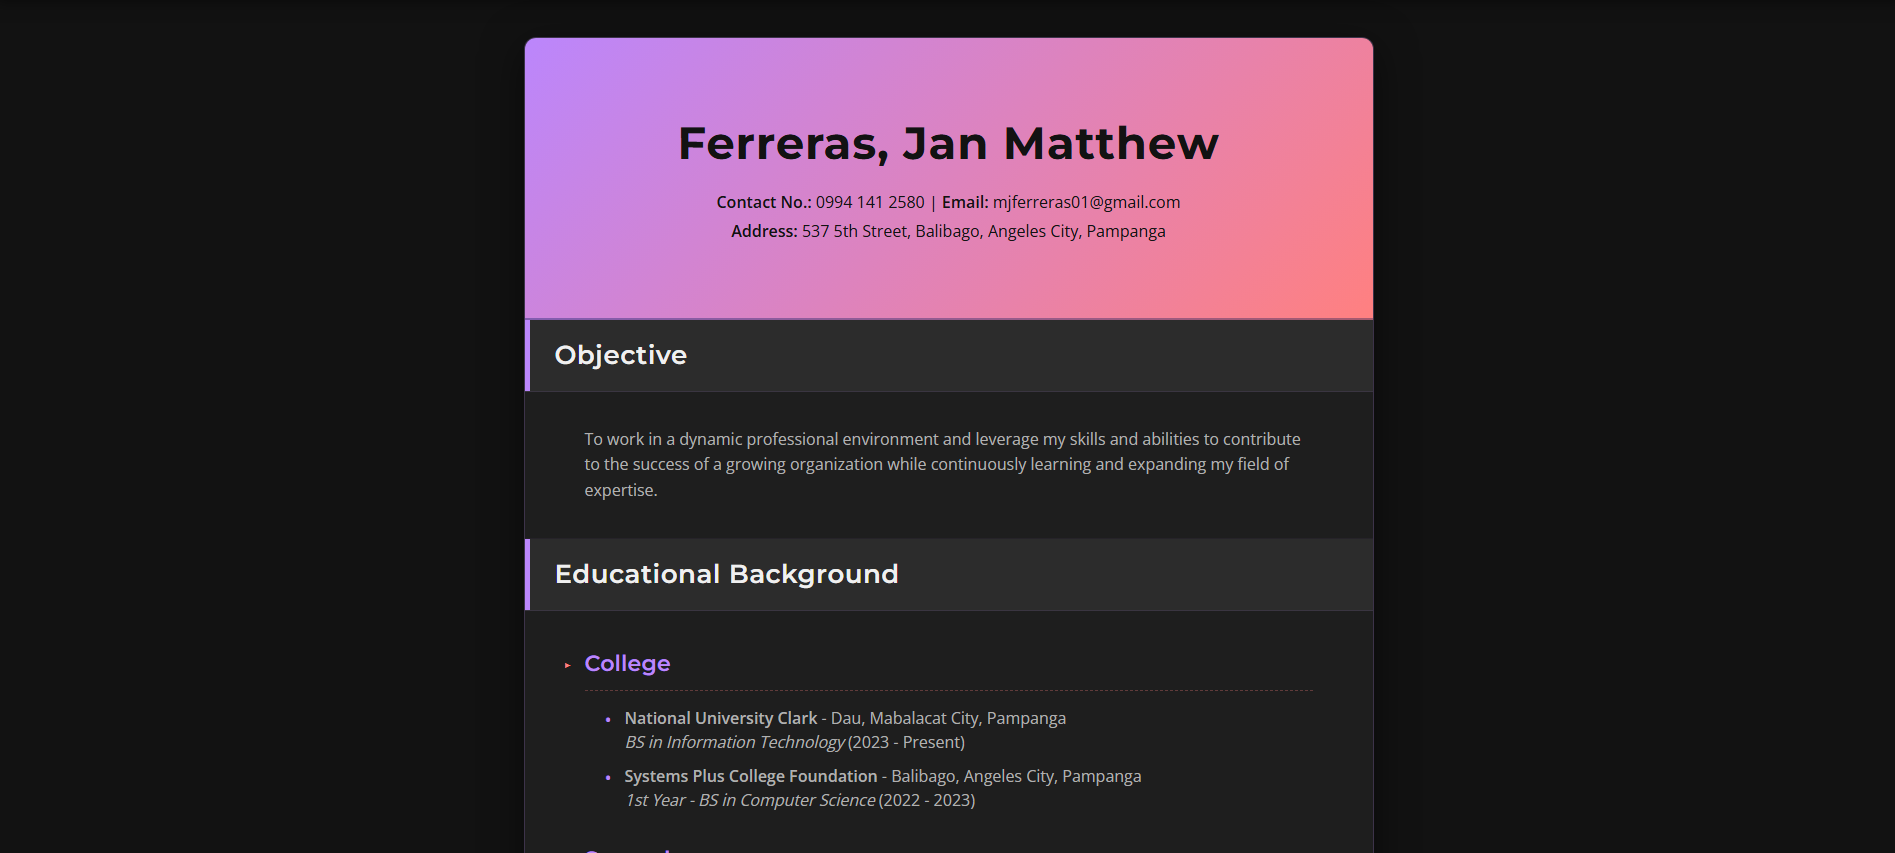 Ferreras, Jan Matthew
Contact No.: 0994 141 2580 | Email: mjferreras01@gmail.com
Address: 537 5th Street, Balibago, Angeles City, Pampanga
Objective
To work in a dynamic professional environment and leverage my skills and abilities to contribute
to the success of a growing organization while continuously learning and expanding my field of
expertise.
Educational Background
College
National University Clark - Dau, Mabalacat City, Pampanga
BS in Information Technology (2023 - Present)
Systems Plus College Foundation - Balibago, Angeles City, Pampanga
1st Year - BS in Computer Science (2022 - 2023)